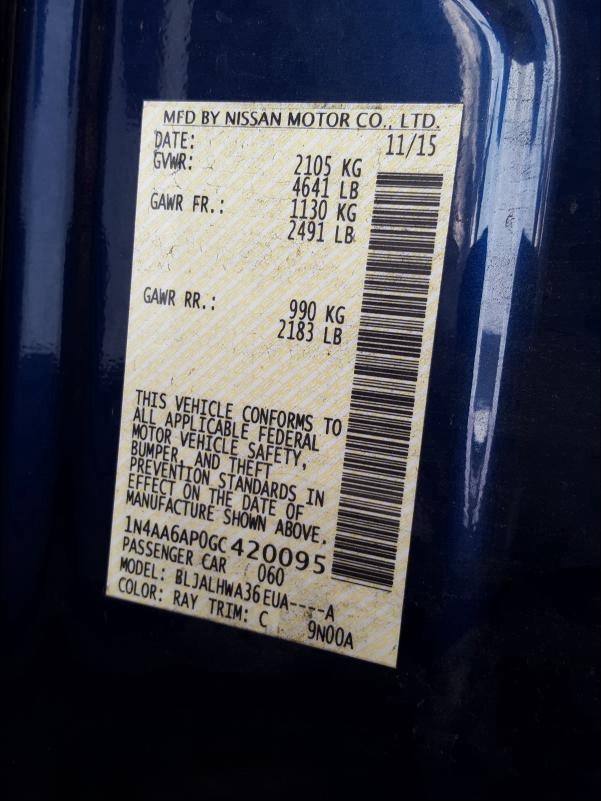 MFD BY NISSAN MOTOR CO., LTD.
DATE: 11/15
GVWR: 2105 KG
4641 LB
GAWR FR.: 1130 KG
2491 LB
GAWR RR.: 990 KG
2183 LB
THIS VEHICLE CONFORMS TO
ALL APPLICABLE FEDERAL
MOTOR VEHICLE SAFETY,
BUMPER, AND THEFT
PREVENTION STANDARDS IN
EFFECT ON THE DATE OF
MANUFACTURE SHOWN ABOVE.
1N4AA6AP0GC420095
PASSENGER CAR 060
MODEL: BLJALHWA36EUA----A
COLOR: RAY TRIM: C 9N00A